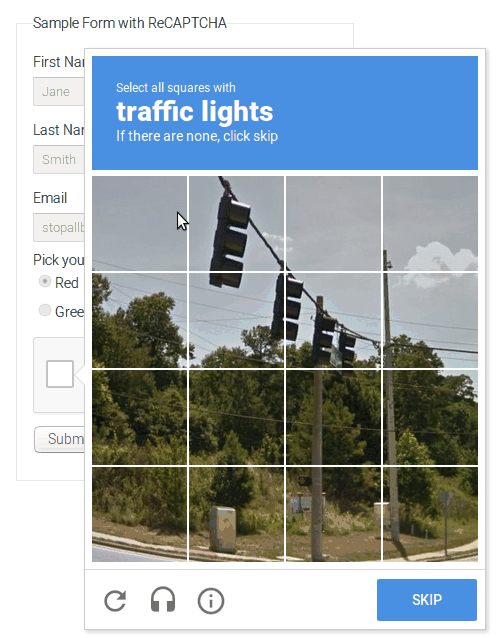 Sample Form with ReCAPTCHA
First Nar
Jane
Last Nar
Smith
Email
stopallb
Pick you
Red
Gree
Subm
Select all squares with
traffic lights
If there are none, click skip
SKIP